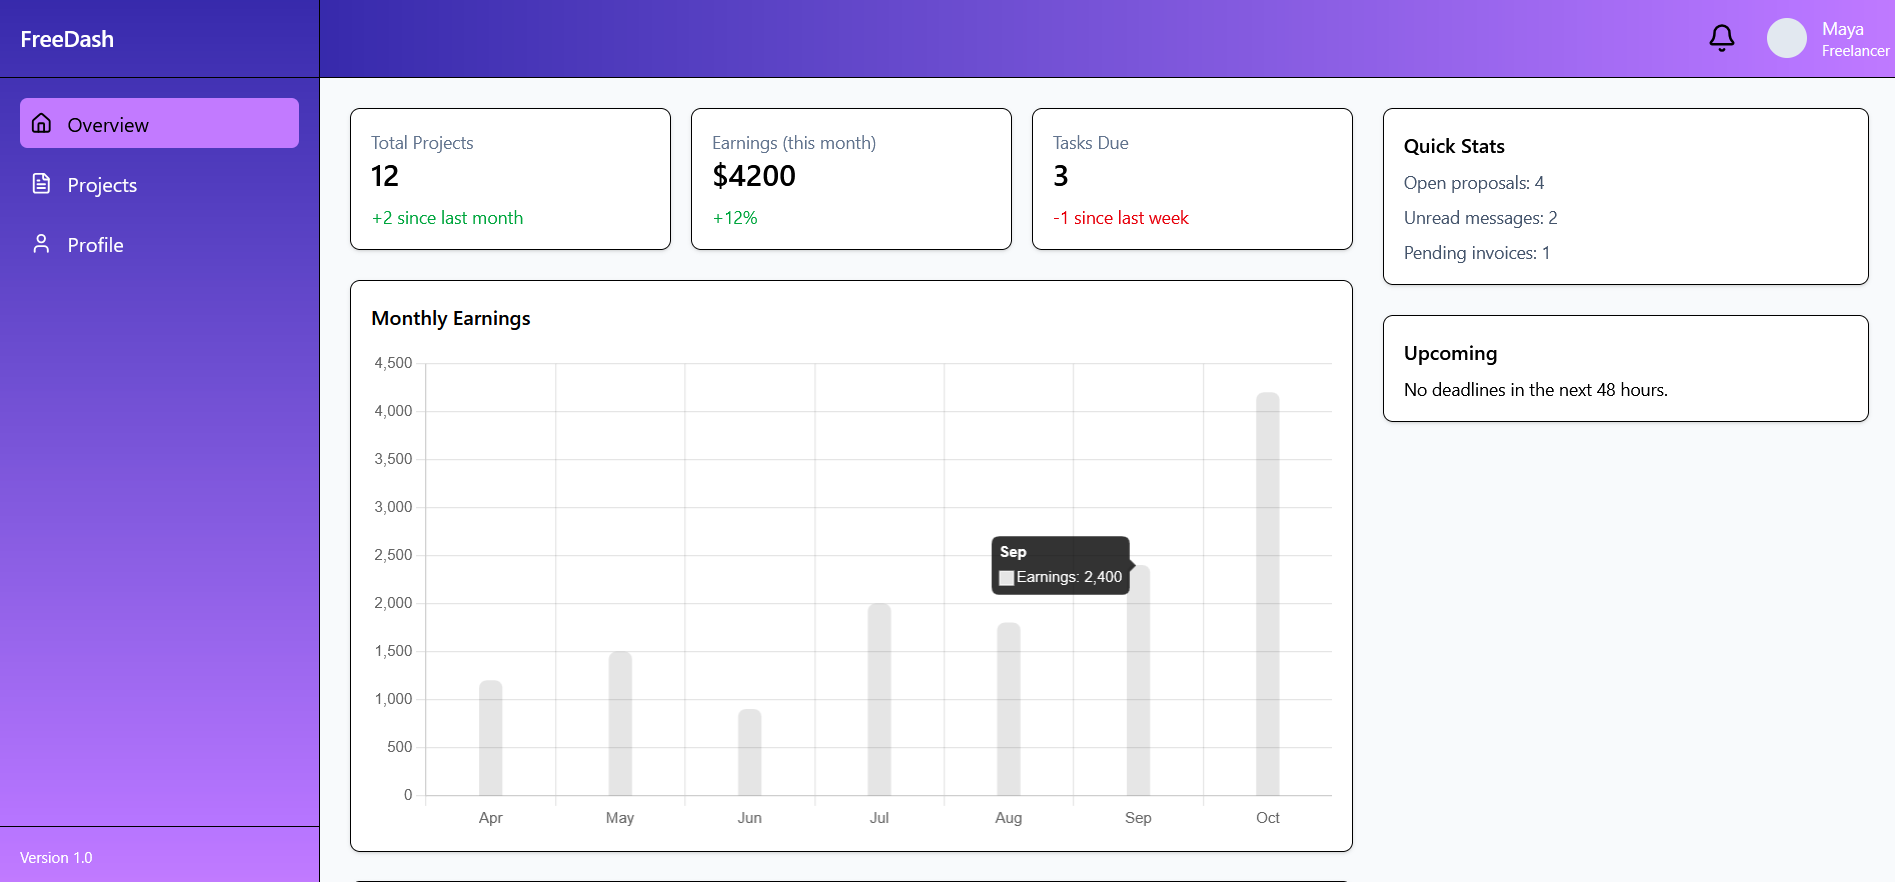 FreeDash
Maya
Freelancer
Overview
Projects
Profile
Version 1.0
Total Projects
12
+2 since last month
Earnings (this month)
$4200
+12%
Tasks Due
3
-1 since last week
Monthly Earnings
4,500
4,000
3,500
3,000
2,500
2,000
1,500
1,000
500
0
Sep
Earnings: 2,400
Apr
May
Jun
Jul
Aug
Sep
Oct
Quick Stats
Open proposals: 4
Unread messages: 2
Pending invoices: 1
Upcoming
No deadlines in the next 48 hours.